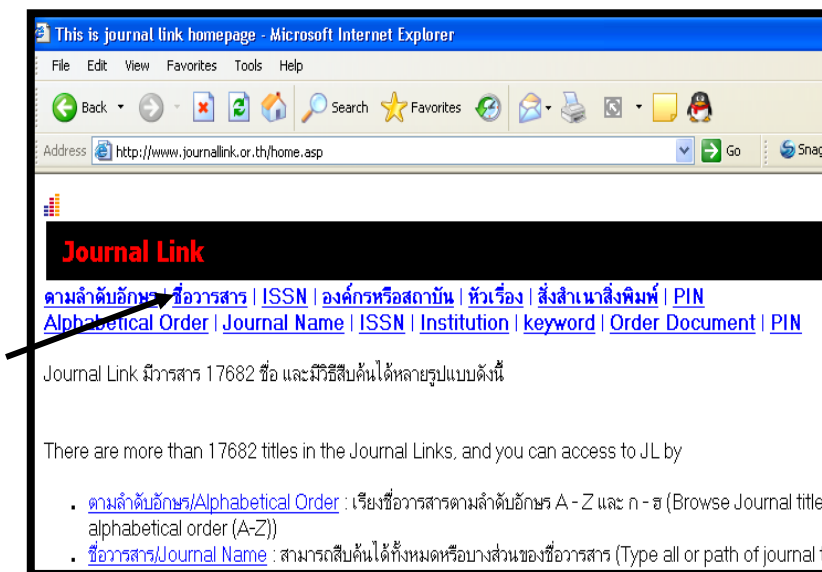 This is journal link homepage - Microsoft Internet Explorer
File Edit View Favorites Tools Help
Back Search Favorites
Address http://www.journallink.or.th/home.asp Go Snag
Journal Link
ตามลำดับอักษร | ชื่อวารสาร | ISSN | องค์กรหรือสถาบัน | หัวเรื่อง | สั่งสำเนาสิ่งพิมพ์ | PIN
Alphabetical Order | Journal Name | ISSN | Institution | keyword | Order Document | PIN
Journal Link มีวารสาร 17682 ชื่อ และมีวิธีสืบค้นได้หลายรูปแบบดังนี้
There are more than 17682 titles in the Journal Links, and you can access to JL by
• ตามลำดับอักษร/Alphabetical Order : เรียงชื่อวารสารตามลำดับอักษร A - Z และ ก - ฮ (Browse Journal title
alphabetical order (A-Z))
• ชื่อวารสาร/Journal Name : สามารถสืบค้นได้ทั้งหมดหรือบางส่วนของชื่อวารสาร (Type all or path of journal t